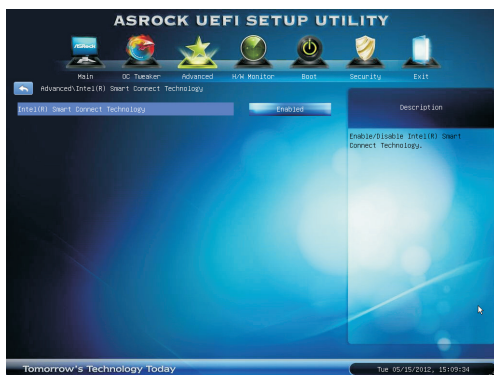 ASROCK UEFI SETUP UTILITY
ASRock
Main OC Tweaker Advanced H/W Monitor Boot Security Exit
Advanced\Intel(R) Smart Connect Technology
Intel(R) Smart Connect Technology Enabled
Description
Enable/Disable Intel(R) Smart
Connect Technology.
Tomorrow's Technology Today
Tue 05/15/2012, 15:09:34